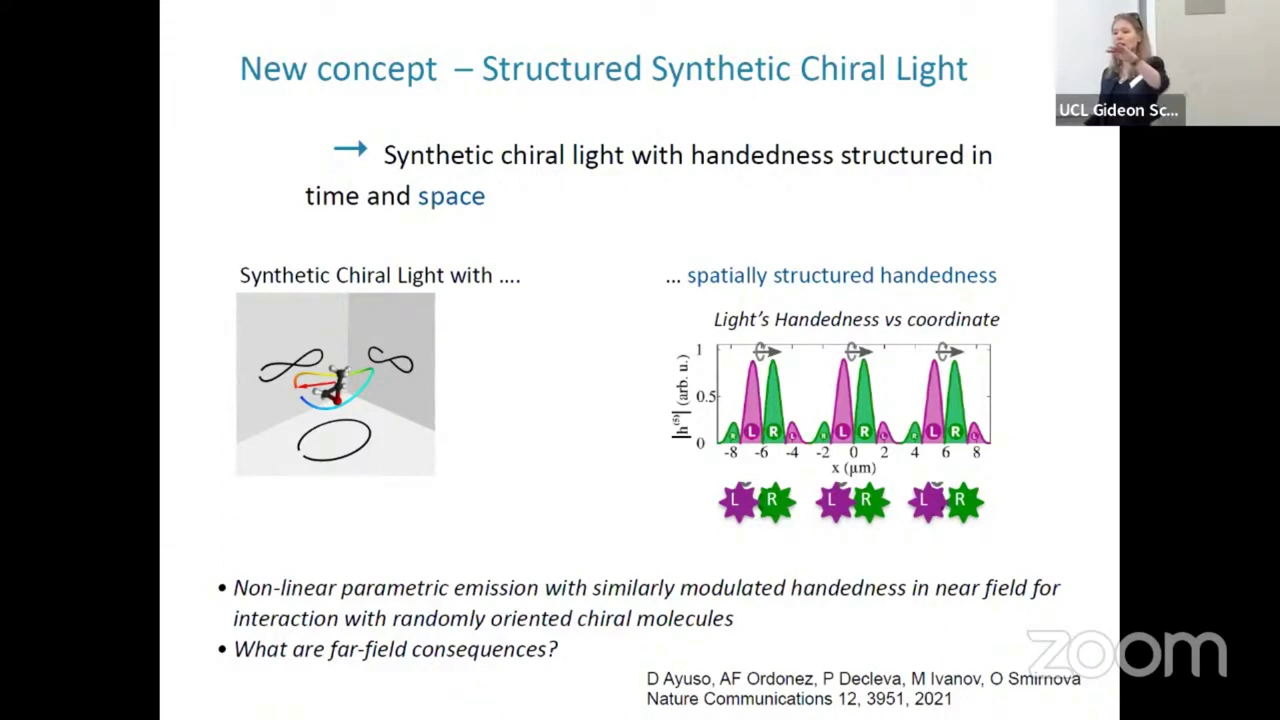 New concept – Structured Synthetic Chiral Light
UCL Gideon Sc...
→ Synthetic chiral light with handedness structured in
time and space
Synthetic Chiral Light with ....
... spatially structured handedness
Light's Handedness vs coordinate
|h⁽⁵⁾| (arb. u.)
1
0.5
0
R L R L R L R L R L R L
-8 -6 -4 -2 0 2 4 6 8
x (μm)
L R L R L R
• Non-linear parametric emission with similarly modulated handedness in near field for
interaction with randomly oriented chiral molecules
• What are far-field consequences?
zoom
D Ayuso, AF Ordonez, P Decleva, M Ivanov, O Smirnova
Nature Communications 12, 3951, 2021